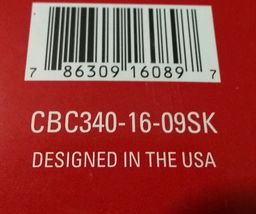 7 86309 16089 7
CBC340-16-09SK
DESIGNED IN THE USA